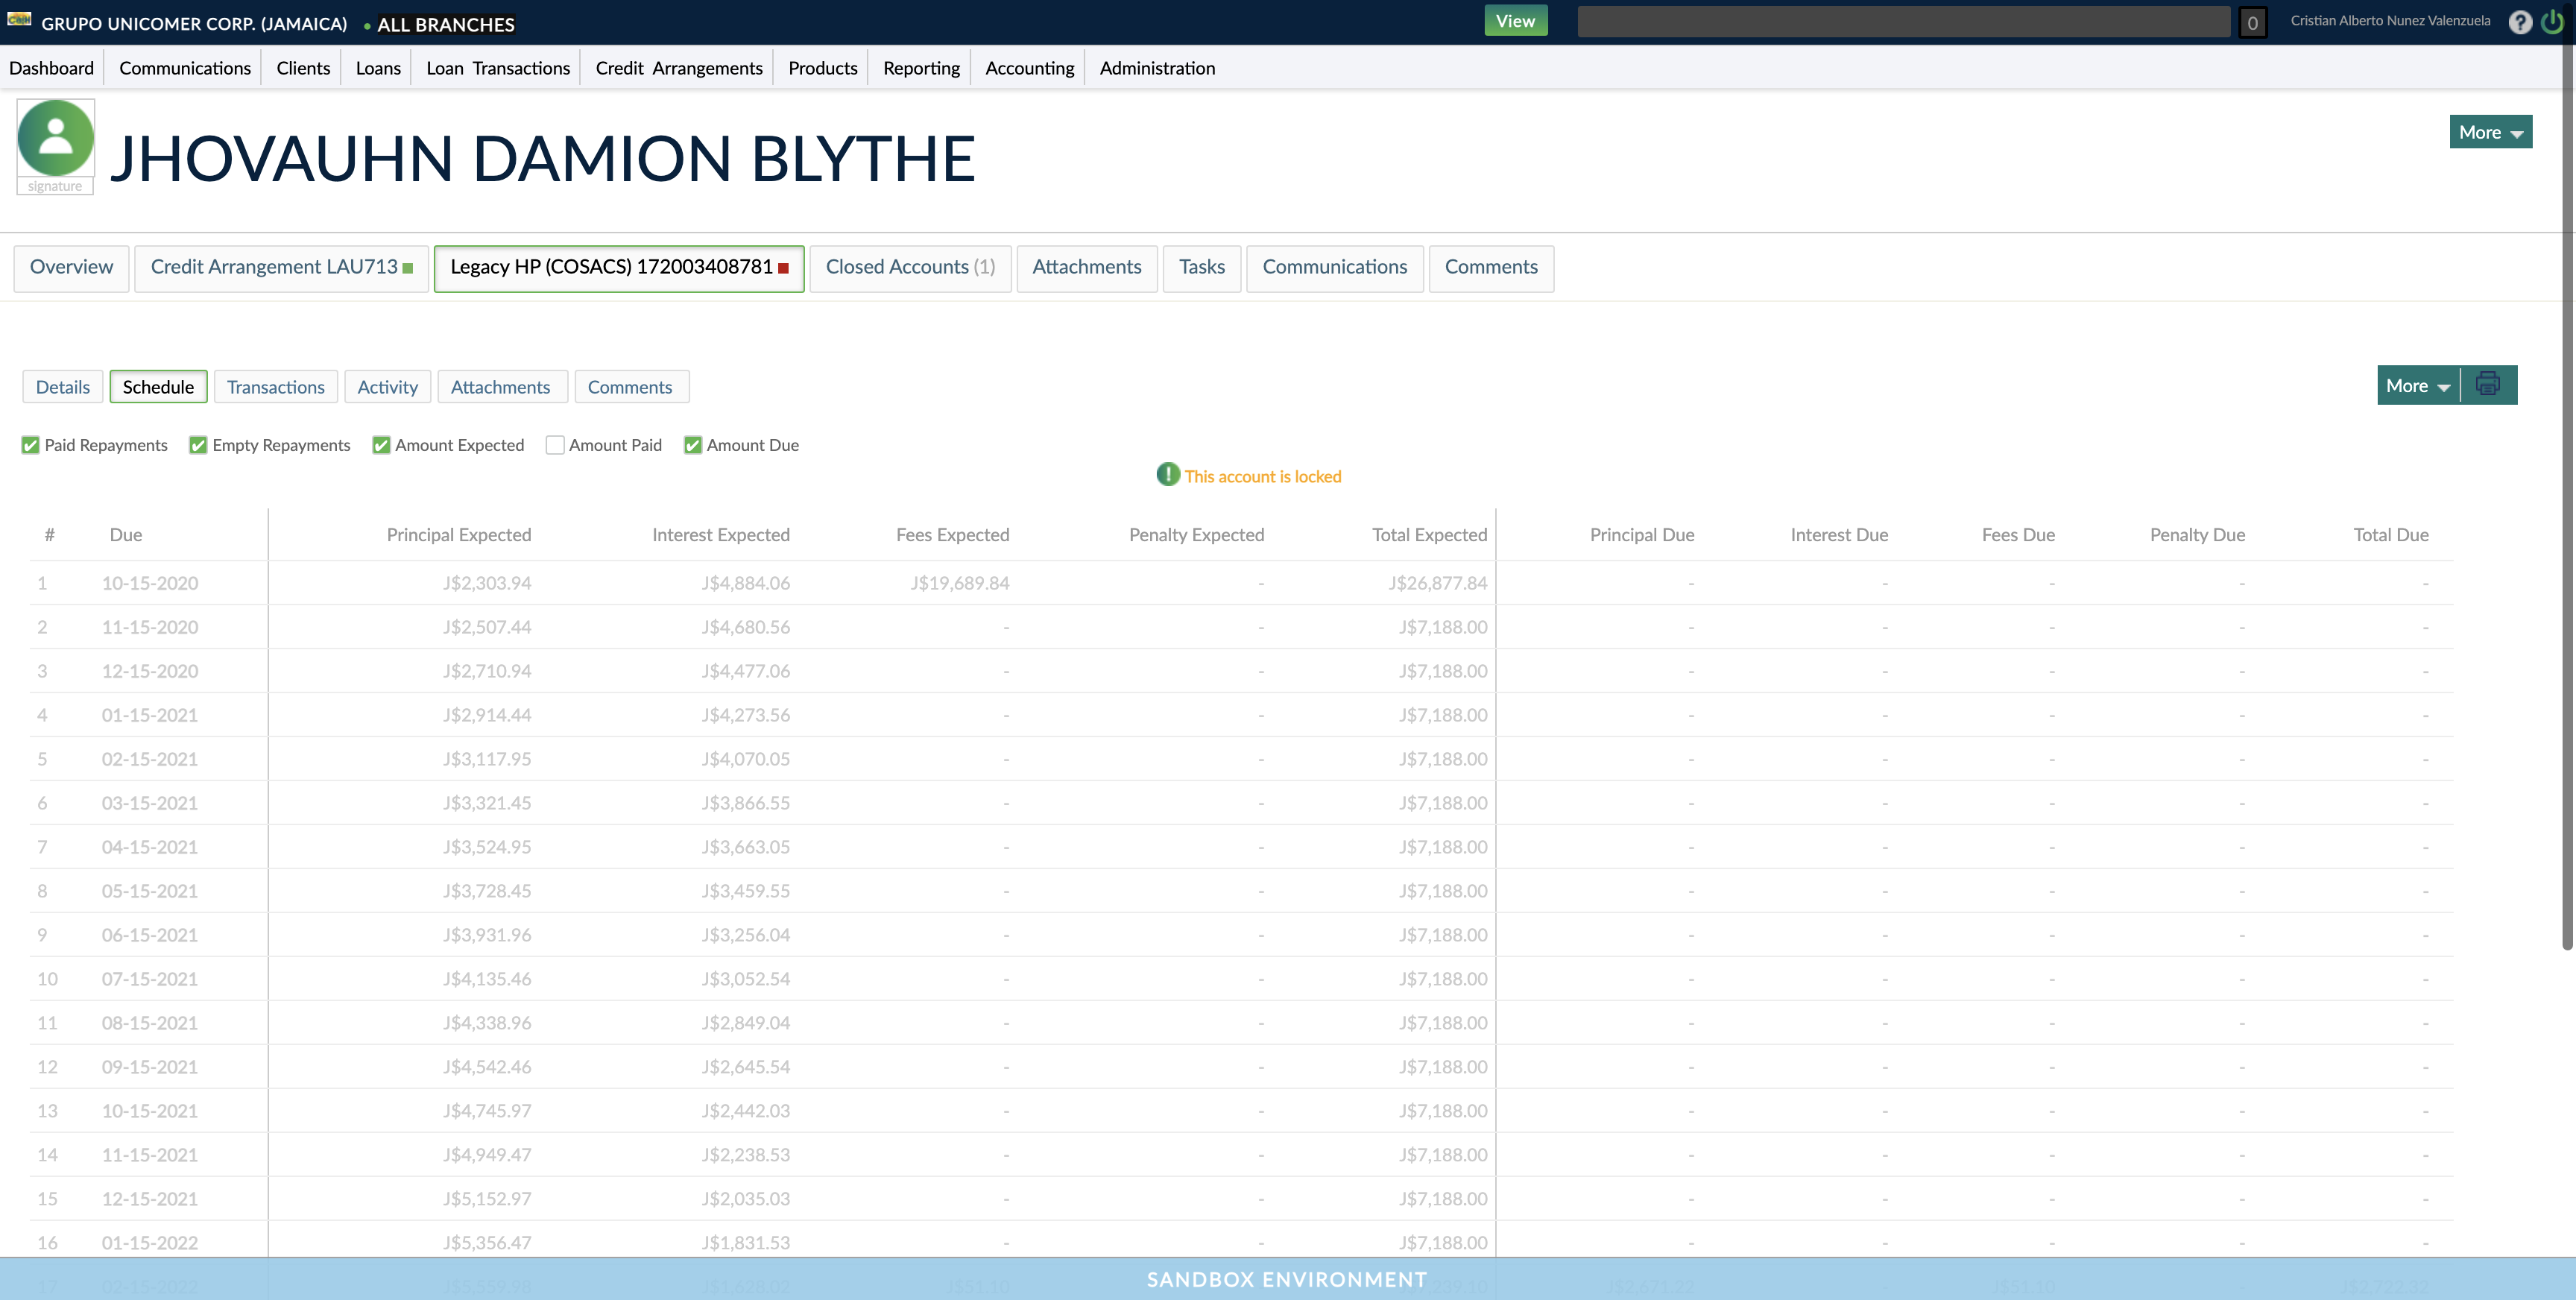 GRUPO UNICOMER CORP. (JAMAICA) • ALL BRANCHES View 0 Cristian Alberto Nunez Valenzuela ?
Dashboard Communications Clients Loans Loan Transactions Credit Arrangements Products Reporting Accounting Administration
JHOVAUHN DAMION BLYTHE
More
signature
Overview Credit Arrangement LAU713 Legacy HP (COSACS) 172003408781 Closed Accounts (1) Attachments Tasks Communications Comments
Details Schedule Transactions Activity Attachments Comments More
Paid Repayments Empty Repayments Amount Expected Amount Paid Amount Due
! This account is locked
# Due Principal Expected Interest Expected Fees Expected Penalty Expected Total Expected Principal Due Interest Due Fees Due Penalty Due Total Due
1 10-15-2020 J$2,303.94 J$4,884.06 J$19,689.84 - J$26,877.84 - - - - -
2 11-15-2020 J$2,507.44 J$4,680.56 - - J$7,188.00 - - - - -
3 12-15-2020 J$2,710.94 J$4,477.06 - - J$7,188.00 - - - - -
4 01-15-2021 J$2,914.44 J$4,273.56 - - J$7,188.00 - - - - -
5 02-15-2021 J$3,117.95 J$4,070.05 - - J$7,188.00 - - - - -
6 03-15-2021 J$3,321.45 J$3,866.55 - - J$7,188.00 - - - - -
7 04-15-2021 J$3,524.95 J$3,663.05 - - J$7,188.00 - - - - -
8 05-15-2021 J$3,728.45 J$3,459.55 - - J$7,188.00 - - - - -
9 06-15-2021 J$3,931.96 J$3,256.04 - - J$7,188.00 - - - - -
10 07-15-2021 J$4,135.46 J$3,052.54 - - J$7,188.00 - - - - -
11 08-15-2021 J$4,338.96 J$2,849.04 - - J$7,188.00 - - - - -
12 09-15-2021 J$4,542.46 J$2,645.54 - - J$7,188.00 - - - - -
13 10-15-2021 J$4,745.97 J$2,442.03 - - J$7,188.00 - - - - -
14 11-15-2021 J$4,949.47 J$2,238.53 - - J$7,188.00 - - - - -
15 12-15-2021 J$5,152.97 J$2,035.03 - - J$7,188.00 - - - - -
16 01-15-2022 J$5,356.47 J$1,831.53 - - J$7,188.00 - - - - -
17 02-15-2022 J$5,559.98 J$1,628.02 J$51.10 J$2,671.22 J$51.10 J$2,722.32
SANDBOX ENVIRONMENT